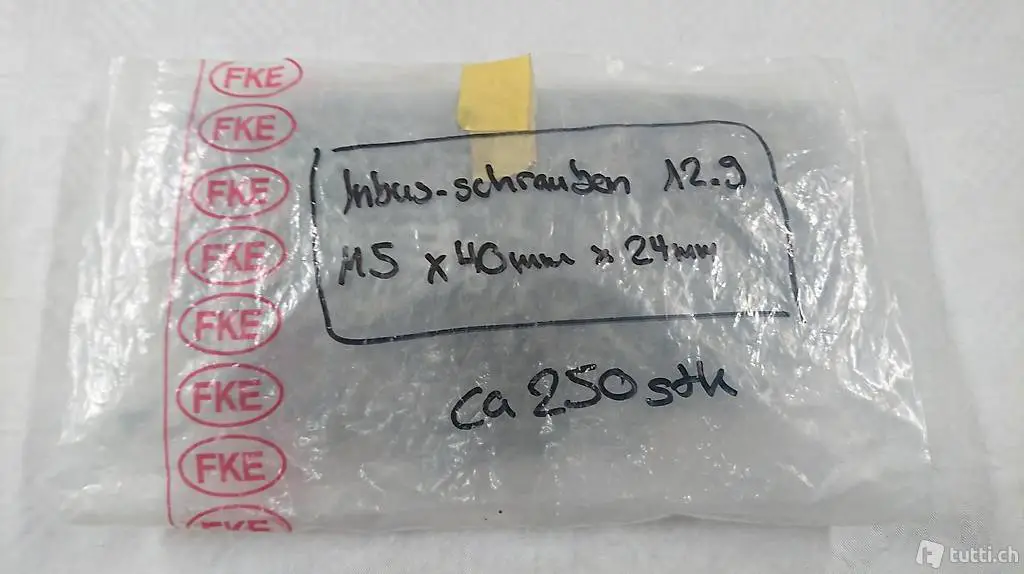 FKE
FKE
FKE
FKE
FKE
FKE
FKE
FKE
Inbus-schrauben 12.9
M5 x 40mm x 24mm
ca 250 stk
tutti.ch